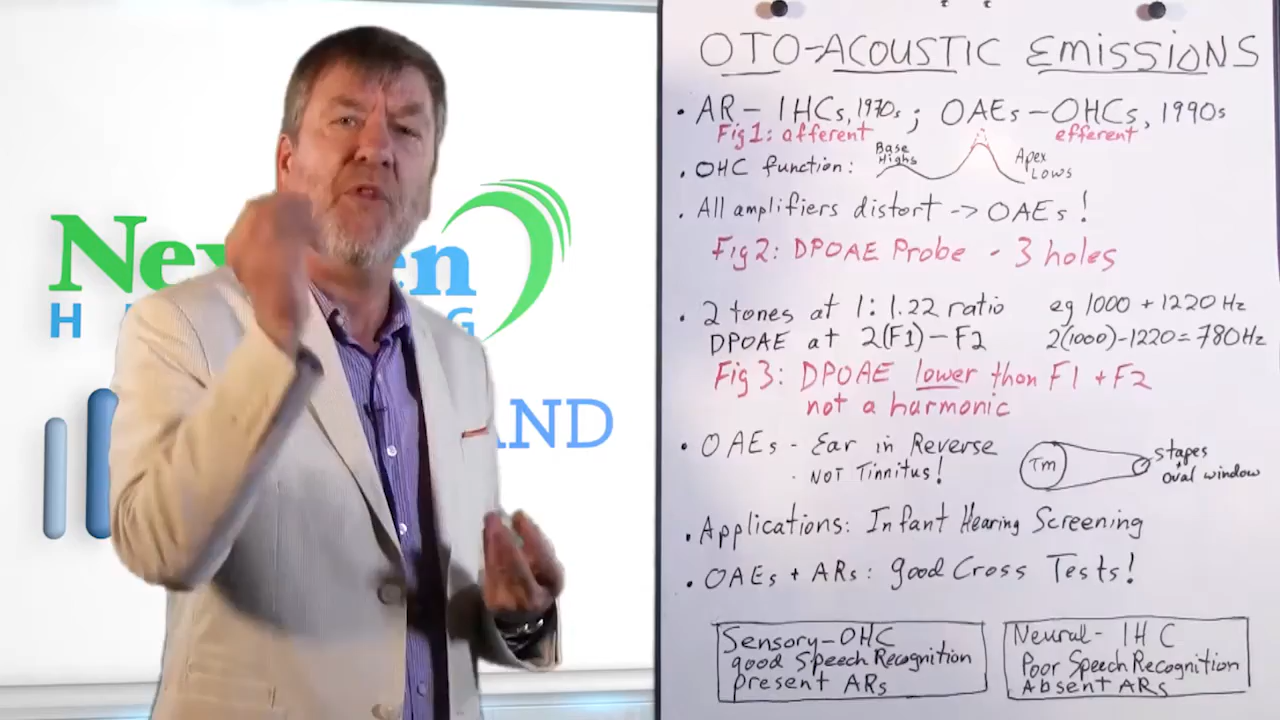 OTO-ACOUSTIC EMISSIONS
• AR - IHCs, 1970s ; OAEs - OHCs, 1990s
Fig 1: afferent efferent
• OHC function: Base Highs Apex Lows
• All amplifiers distort -> OAEs!
Fig 2: DPOAE Probe - 3 holes
• 2 tones at 1: 1.22 ratio eg 1000 + 1220 Hz
DPOAE at 2(F1) - F2 2(1000)-1220 = 780Hz
Fig 3: DPOAE lower than F1 + F2
not a harmonic
• OAEs - Ear in Reverse
- NOT Tinnitus!
Tm stapes + oval window
• Applications: Infant Hearing Screening
• OAEs + ARs: good Cross Tests!
Sensory-OHC
good Speech Recognition
present ARs
Neural- IHC
Poor Speech Recognition
Absent ARs
Ne en
H G
AND